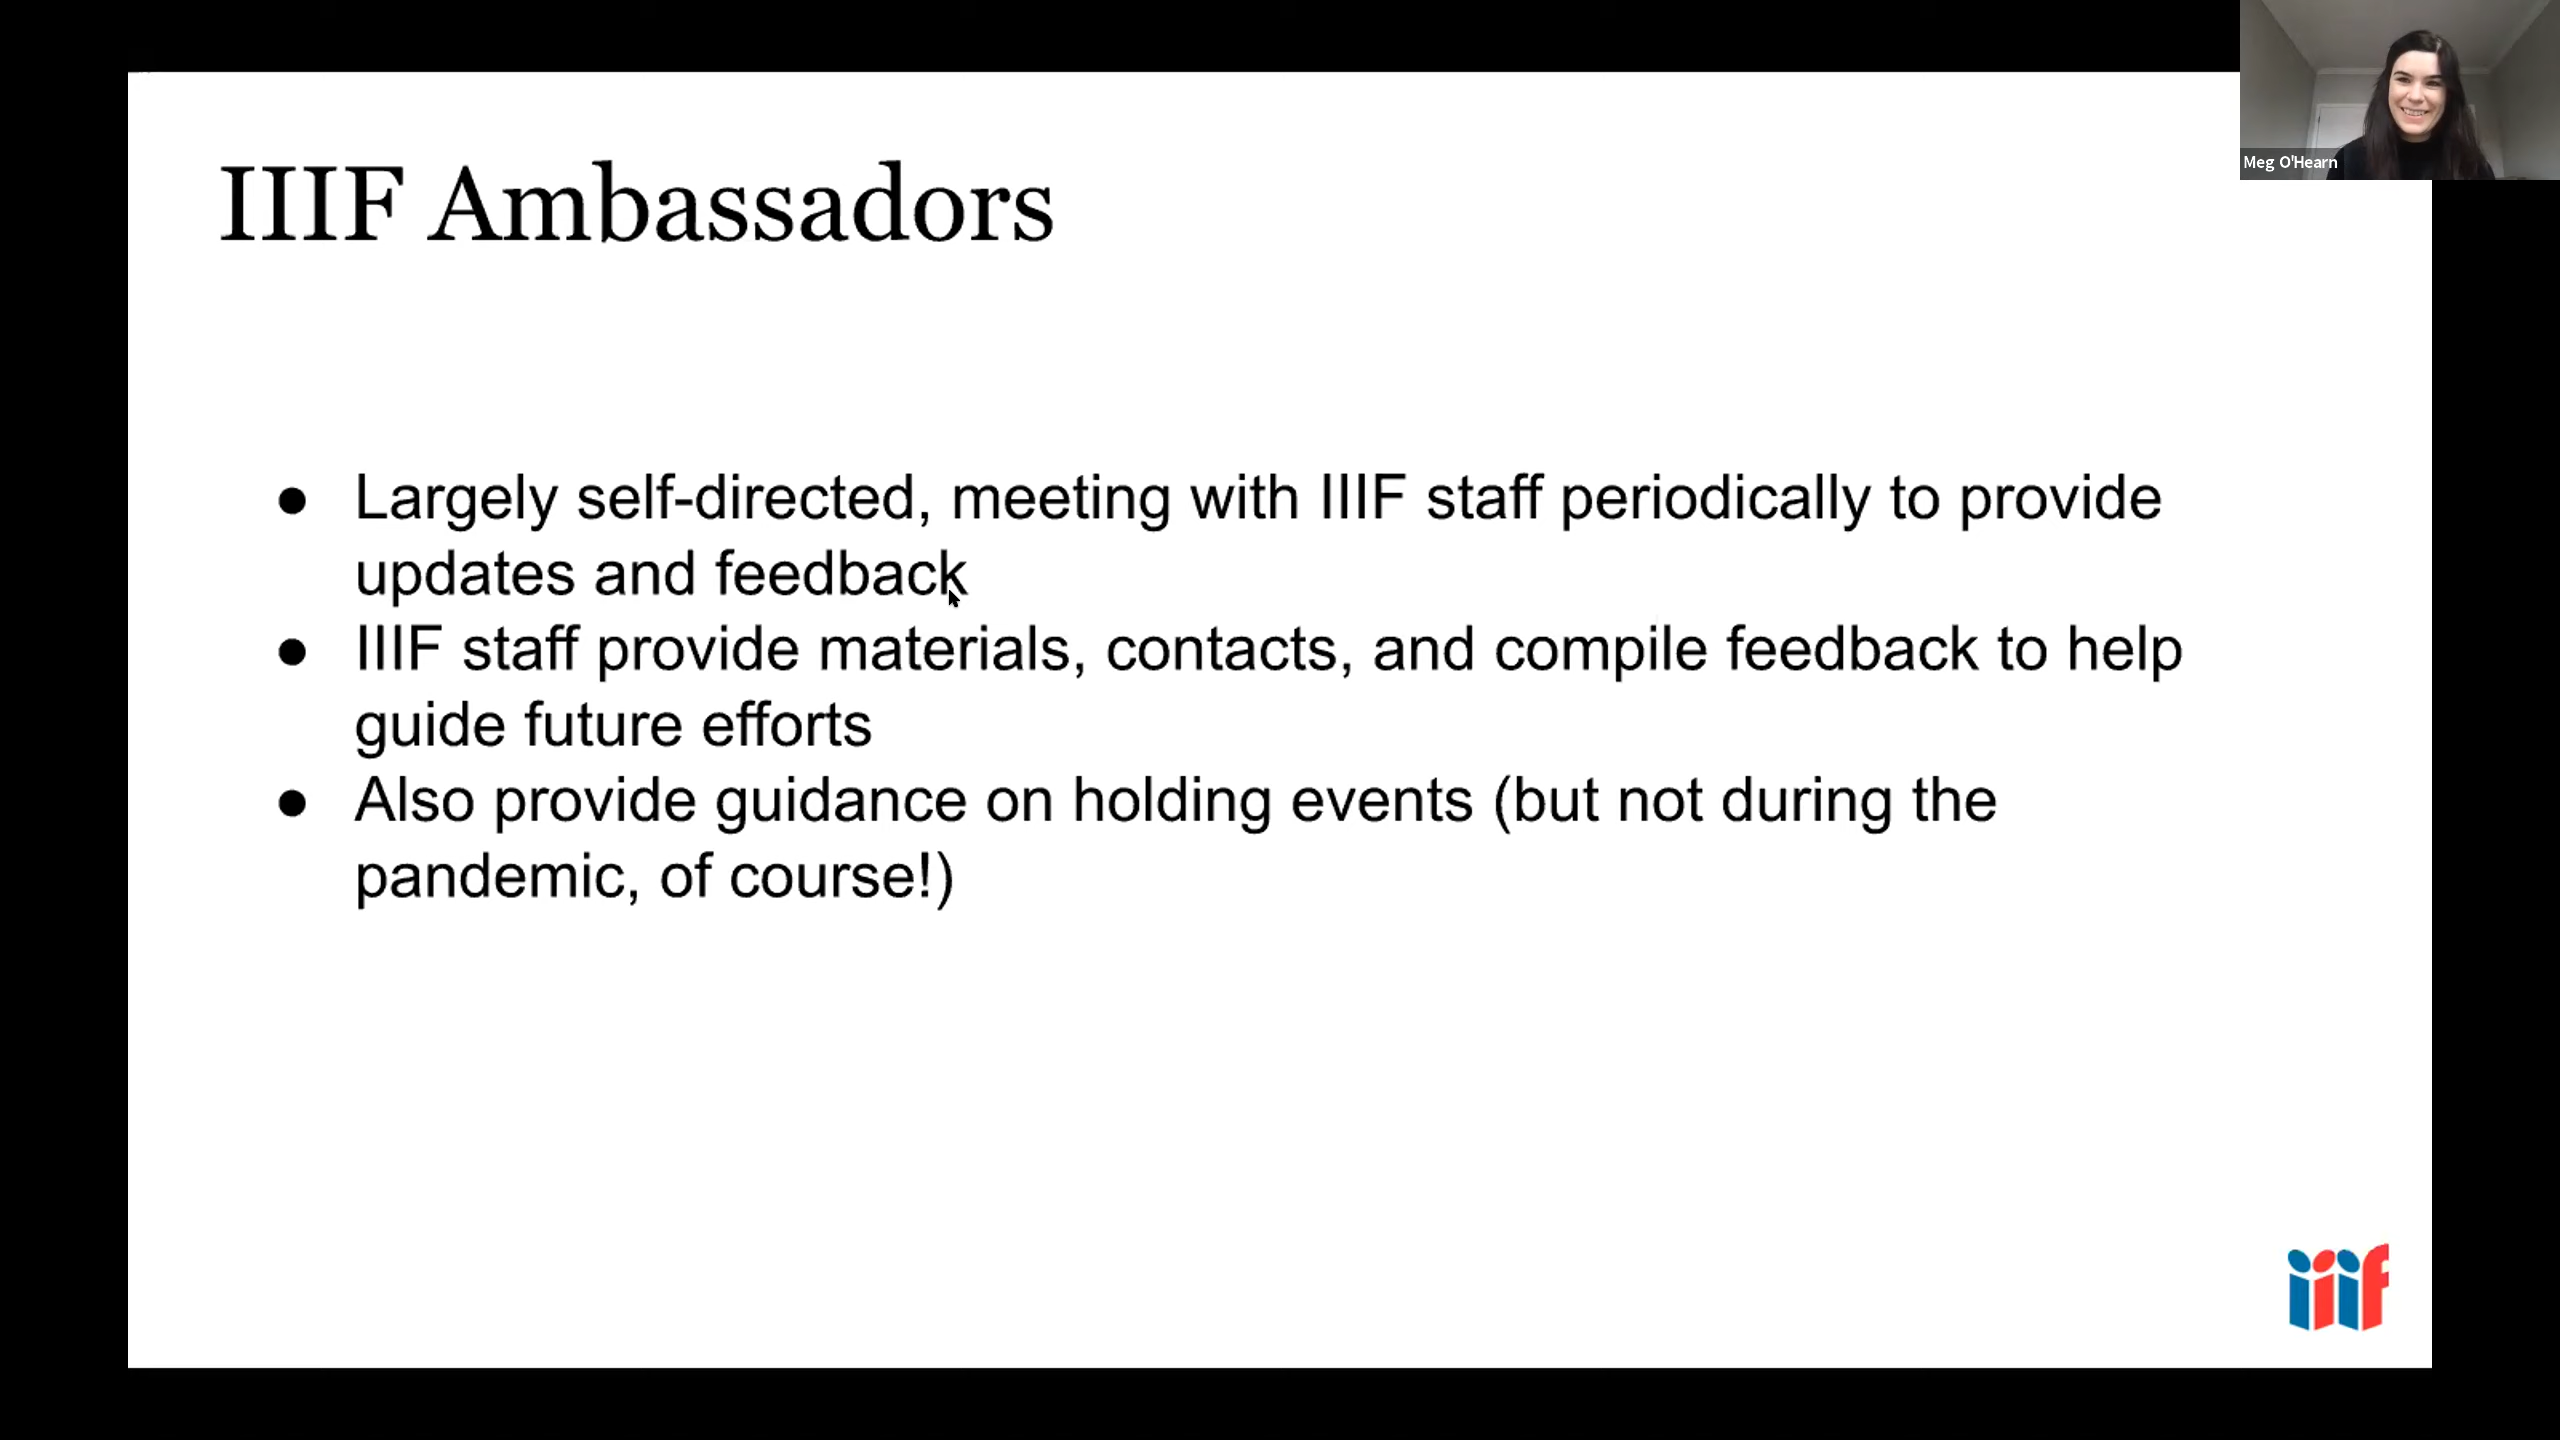 IIIF Ambassadors
Meg O'Hearn
● Largely self-directed, meeting with IIIF staff periodically to provide
updates and feedback
● IIIF staff provide materials, contacts, and compile feedback to help
guide future efforts
● Also provide guidance on holding events (but not during the
pandemic, of course!)
iiif